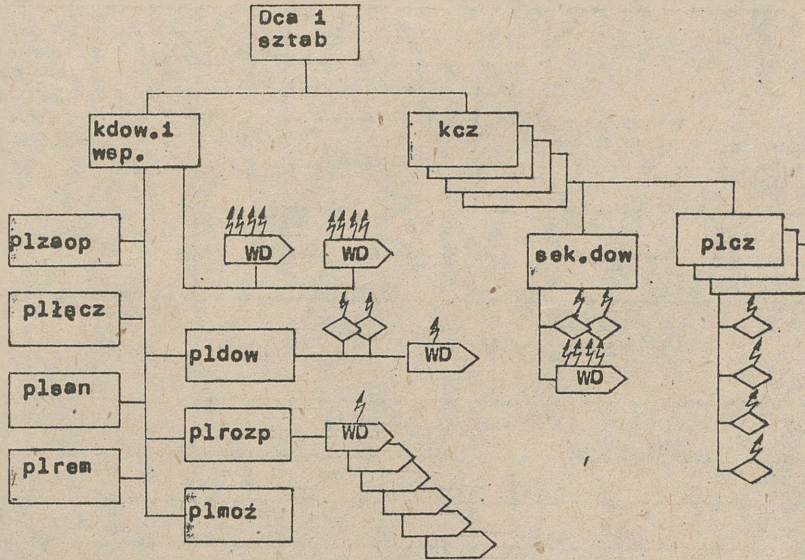 Dca i
sztab
kdow.i
wsp.
kcz
plzaop
WD
WD
sek.dow
plcz
płłącz
pldow
WD
WD
plsan
plrozp
WD
plrem
plmoż